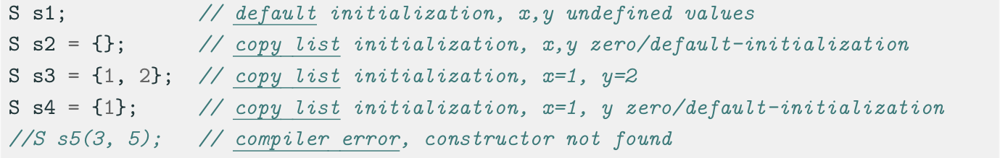 S s1; // default initialization, x,y undefined values
S s2 = {}; // copy list initialization, x,y zero/default-initialization
S s3 = {1, 2}; // copy list initialization, x=1, y=2
S s4 = {1}; // copy list initialization, x=1, y zero/default-initialization
//S s5(3, 5); // compiler error, constructor not found